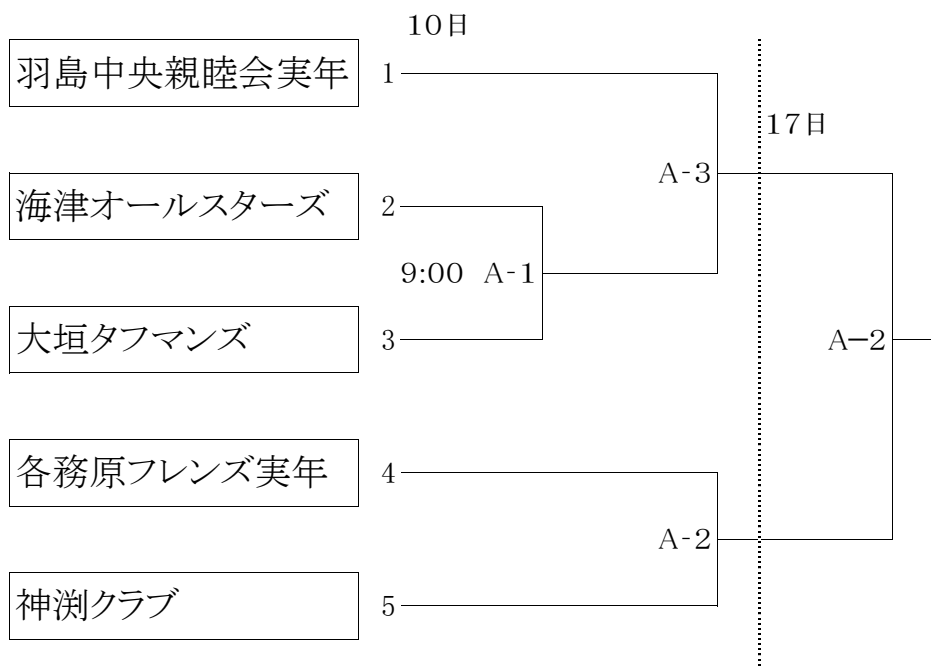 10日
羽島中央親睦会実年 1
17日
A-3
海津オールスターズ 2
9:00 A-1
大垣タフマンズ 3
A−2
各務原フレンズ実年 4
A-2
神渕クラブ 5